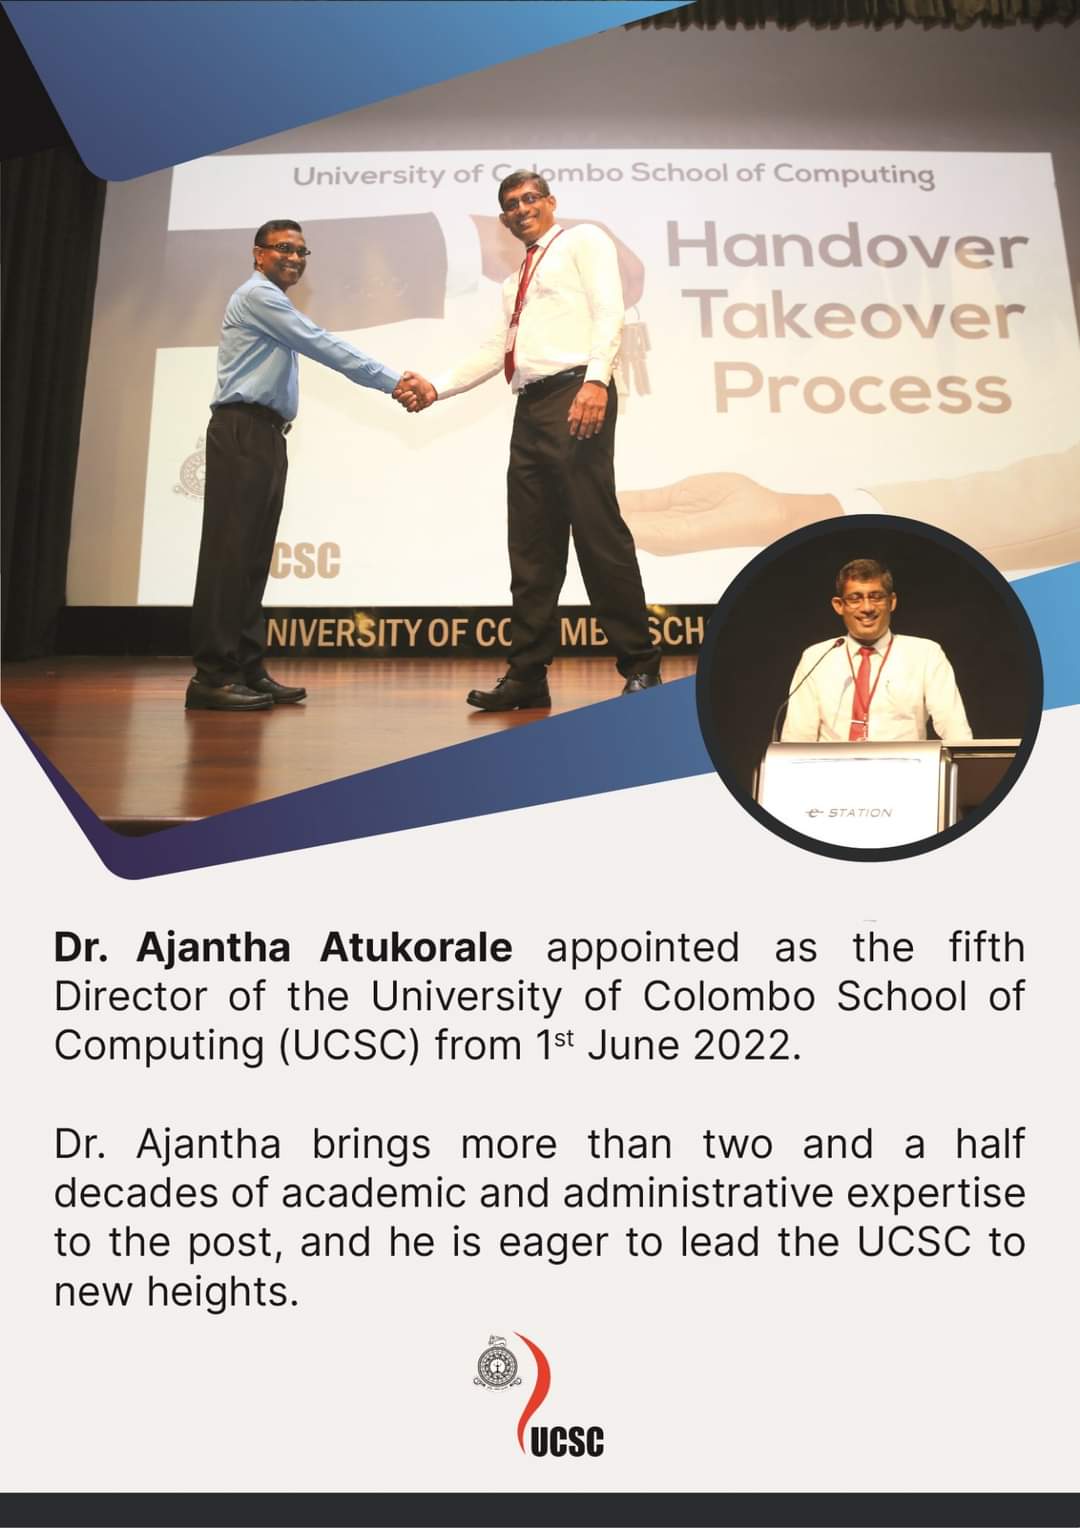 University of Colombo School of Computing
Handover
Takeover
Process
CSC
NIVERSITY OF CO MB SCH
e-STATION
Dr. Ajantha Atukorale appointed as the fifth
Director of the University of Colombo School of
Computing (UCSC) from 1st June 2022.
Dr. Ajantha brings more than two and a half
decades of academic and administrative expertise
to the post, and he is eager to lead the UCSC to
new heights.
UCSC